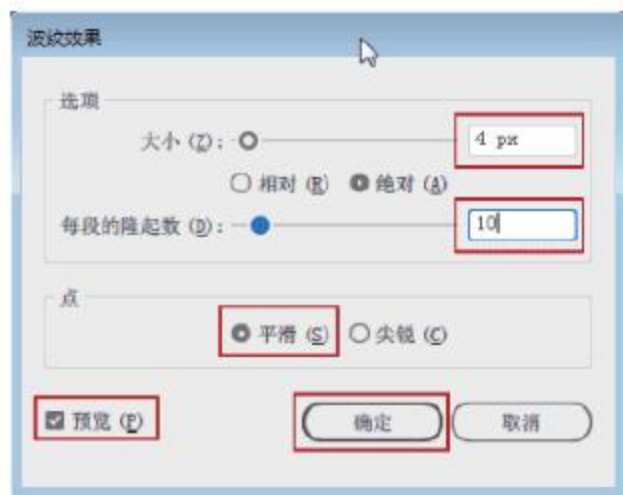 波纹效果
选项
大小 (Z): 4 px
相对 (R) 绝对 (A)
每段的隆起数 (D): 10
点
平滑 (S) 尖锐 (C)
预览 (P) 确定 取消